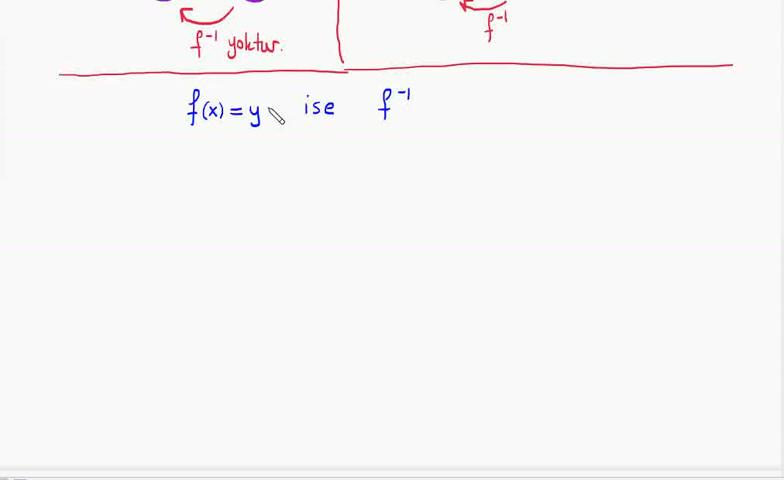 f⁻¹ yoktur.
f⁻¹
f(x) = y ise f⁻¹